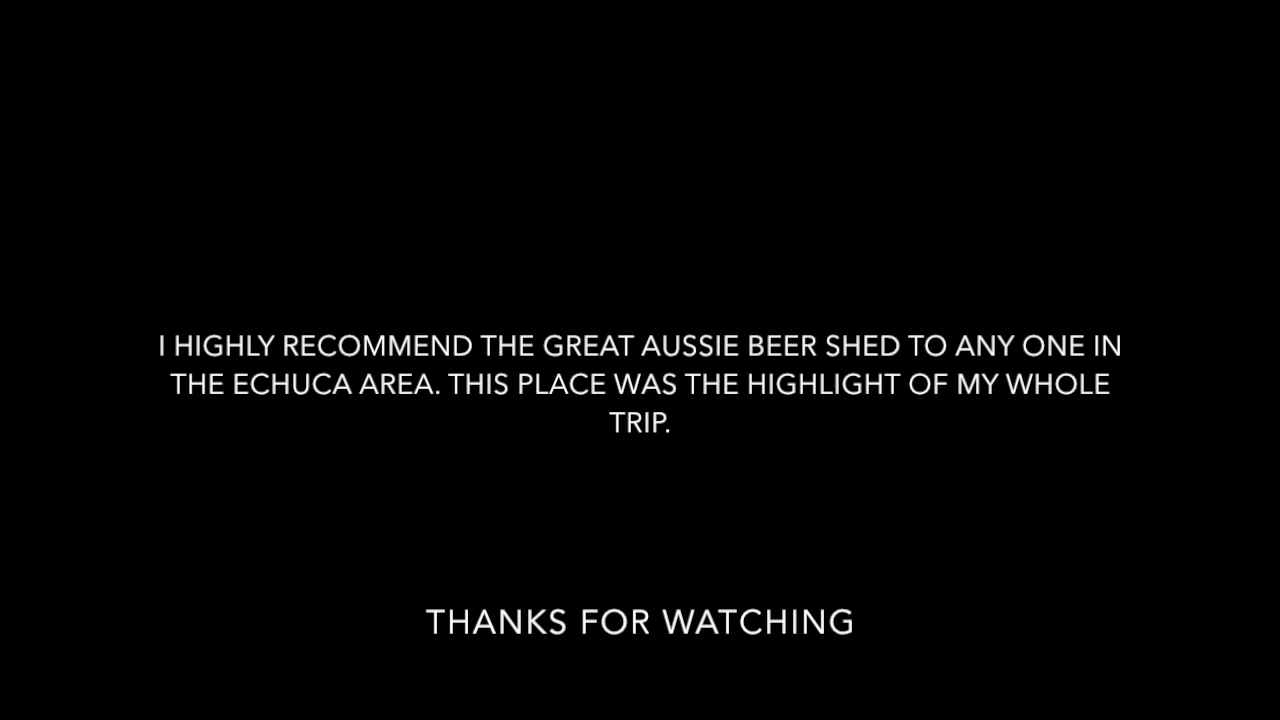 I HIGHLY RECOMMEND THE GREAT AUSSIE BEER SHED TO ANY ONE IN
THE ECHUCA AREA. THIS PLACE WAS THE HIGHLIGHT OF MY WHOLE
TRIP.
THANKS FOR WATCHING